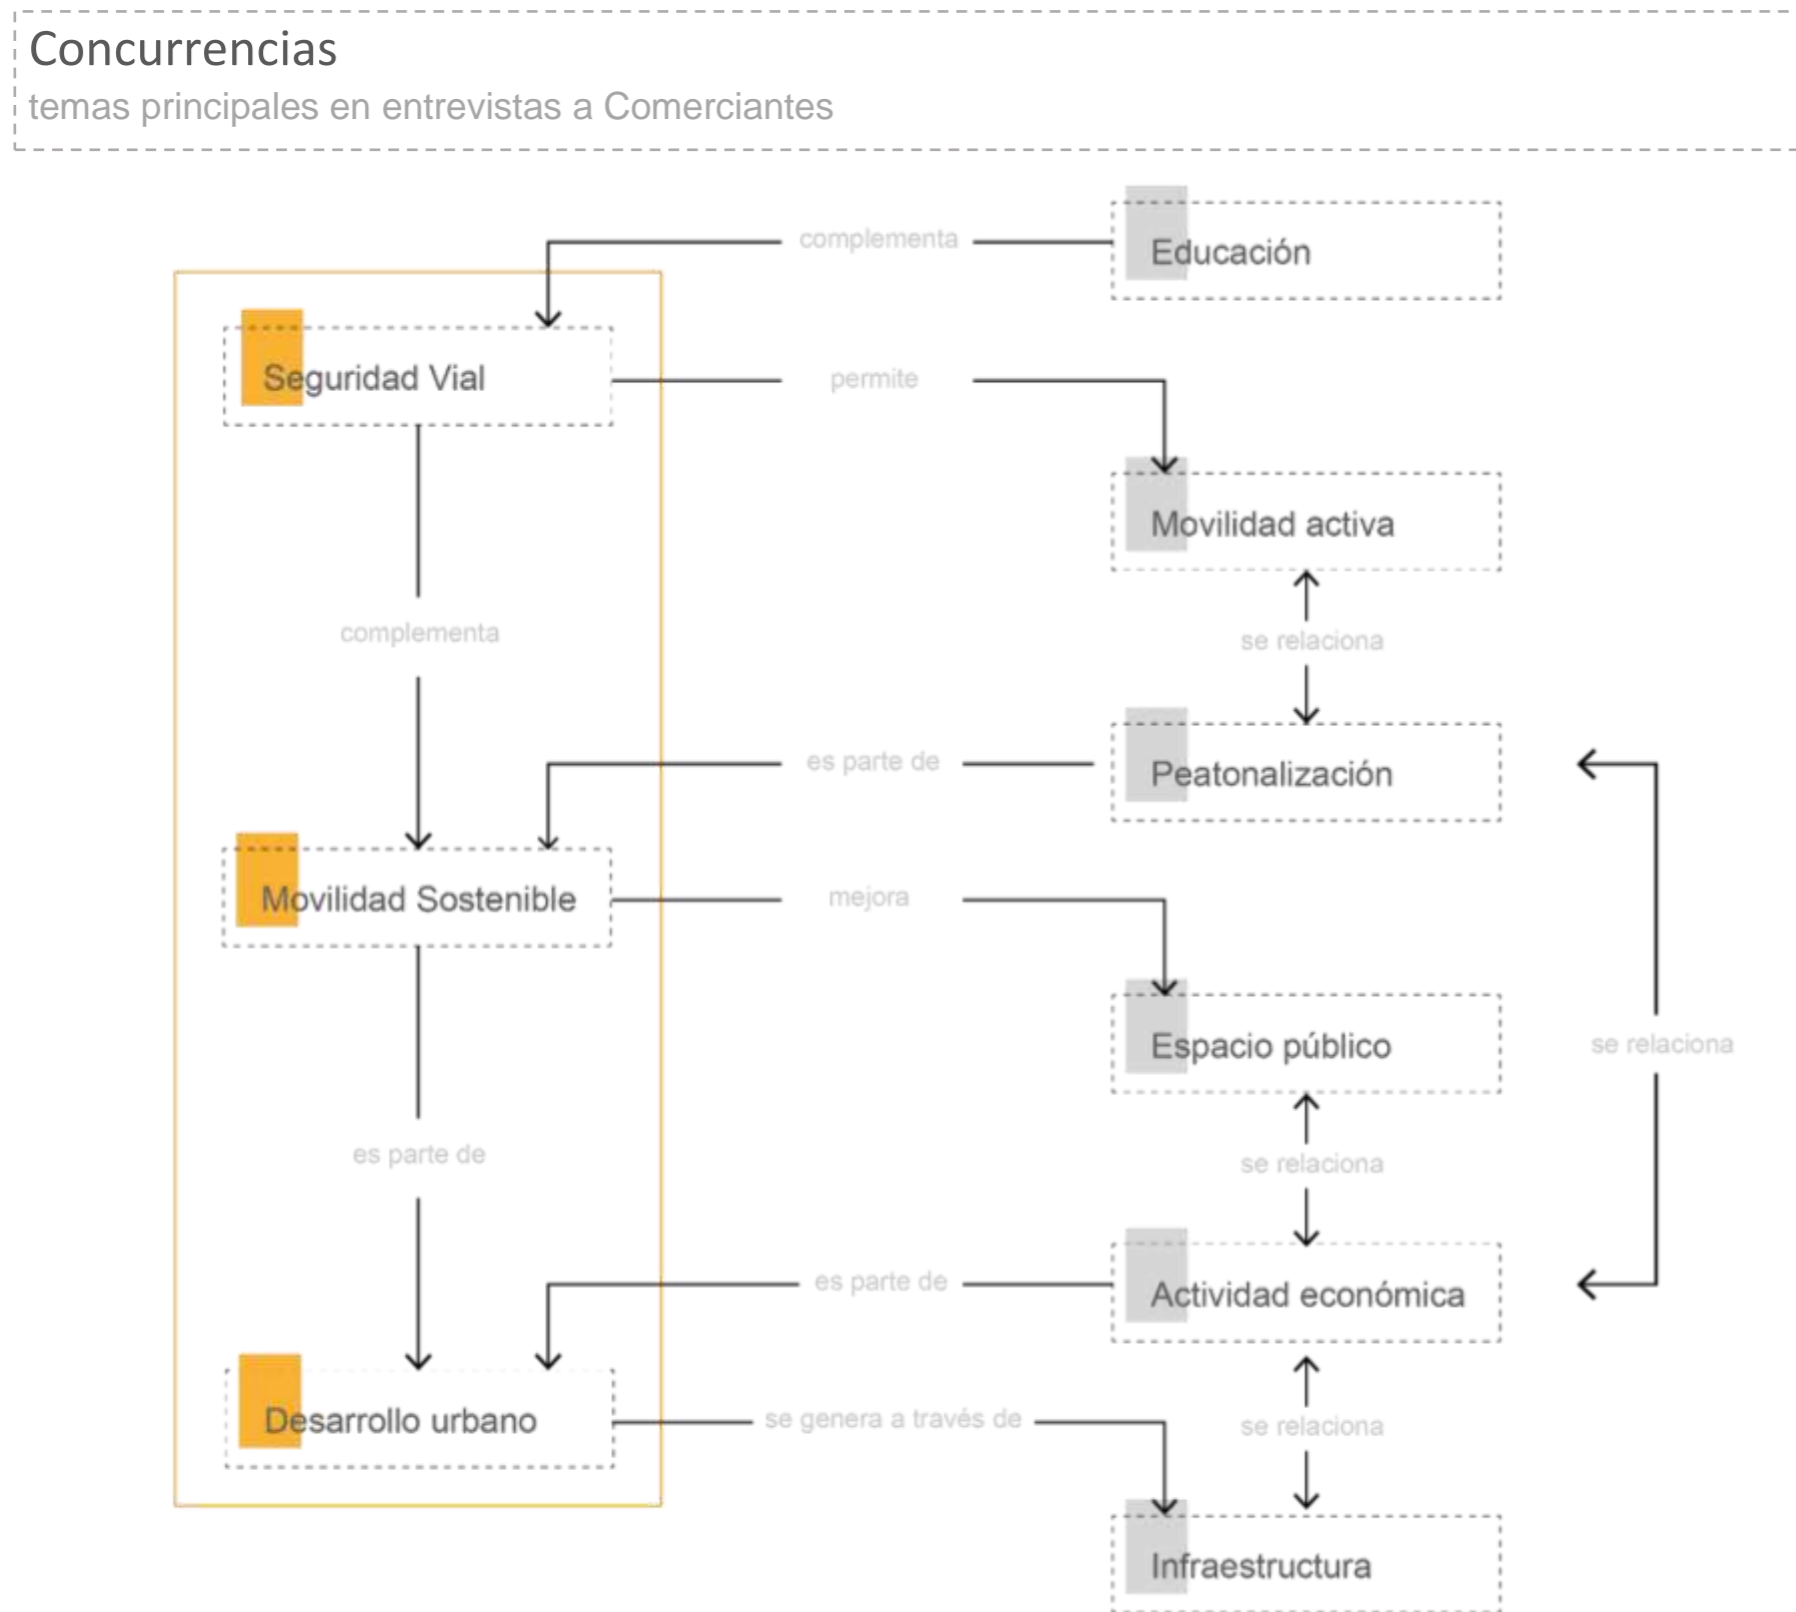 Concurrencias
temas principales en entrevistas a Comerciantes
complementa
Educación
Seguridad Vial
permite
Movilidad activa
complementa
se relaciona
es parte de
Peatonalización
Movilidad Sostenible
mejora
Espacio público
se relaciona
es parte de
se relaciona
es parte de
Actividad económica
Desarrollo urbano
se genera a través de
se relaciona
Infraestructura